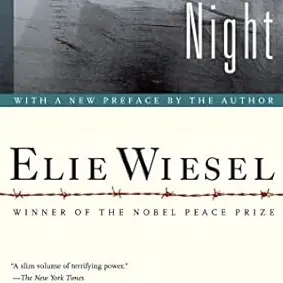 Night
WITH A NEW PREFACE BY THE AUTHOR
ELIE WIESEL
WINNER OF THE NOBEL PEACE PRIZE
"A slim volume of terrifying power."
—The New York Times